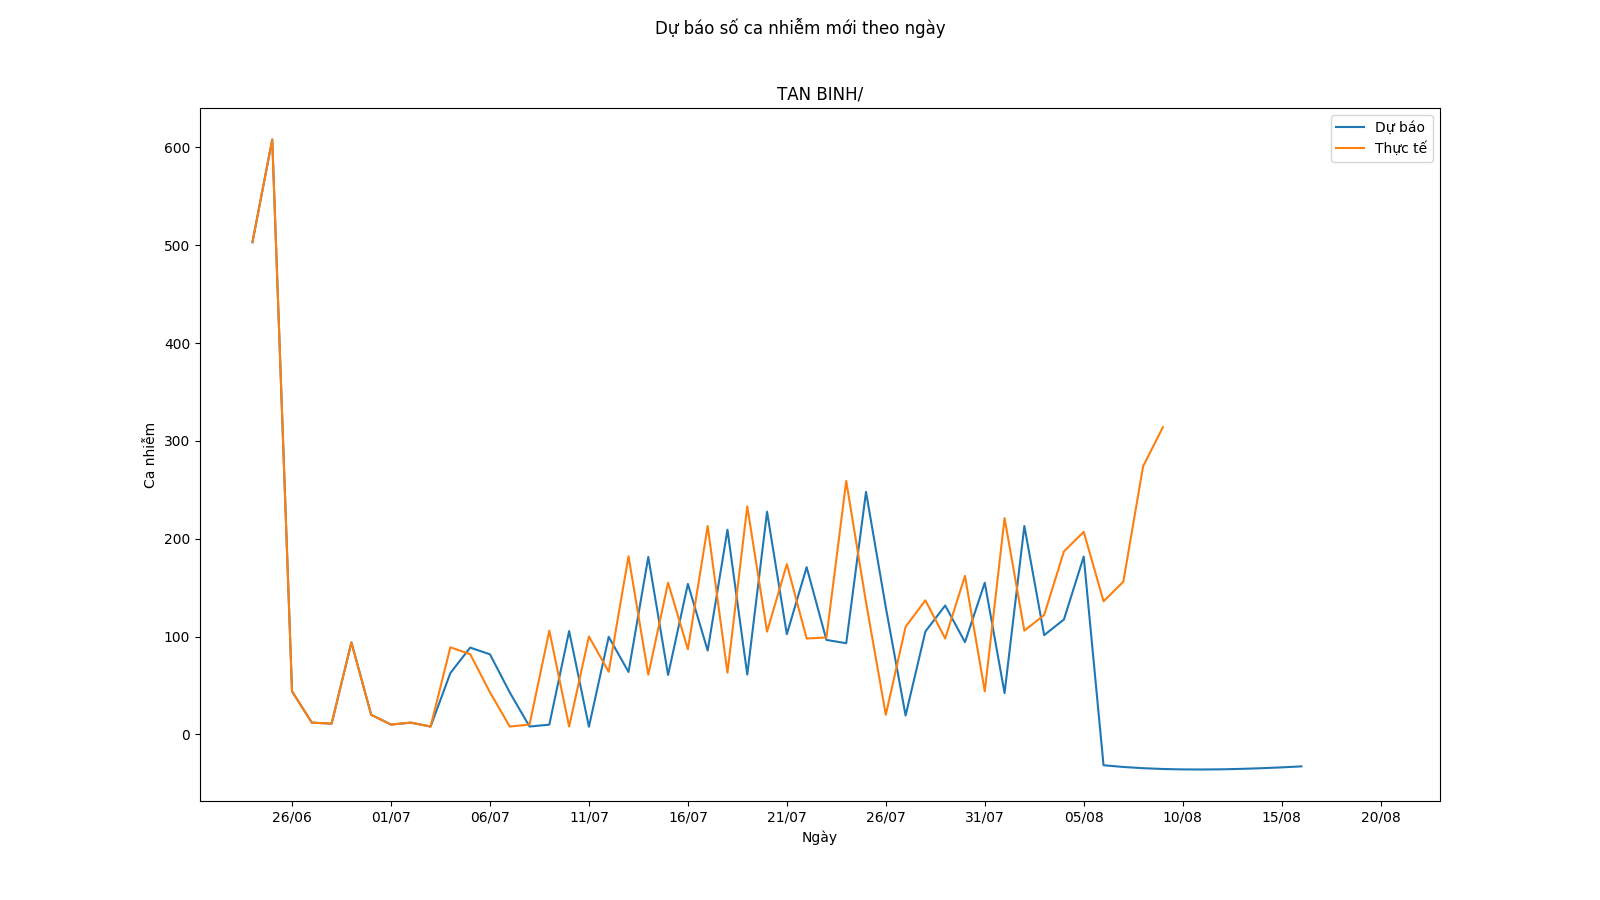 Dự báo số ca nhiễm mới theo ngày
TAN BINH/
Dự báo
Thực tế
600
500
400
300
200
100
0
Ca nhiễm
26/06 01/07 06/07 11/07 16/07 21/07 26/07 31/07 05/08 10/08 15/08 20/08
Ngày